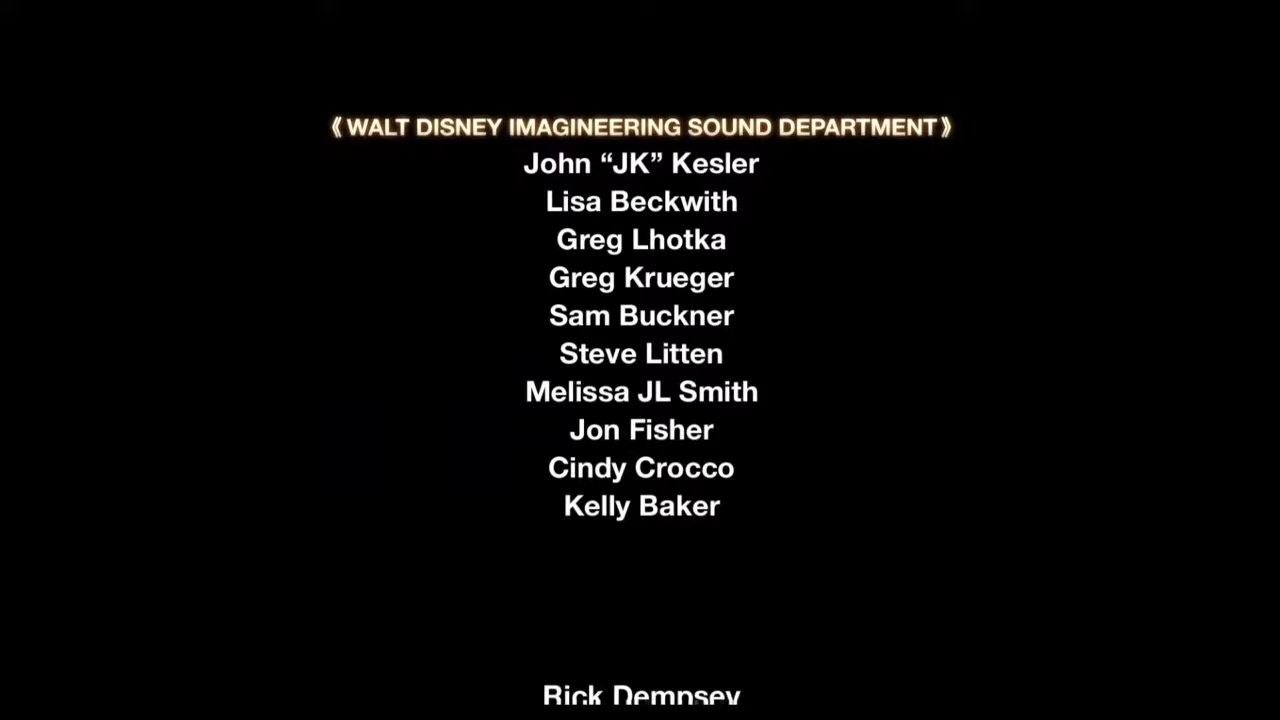 《WALT DISNEY IMAGINEERING SOUND DEPARTMENT》
John “JK” Kesler
Lisa Beckwith
Greg Lhotka
Greg Krueger
Sam Buckner
Steve Litten
Melissa JL Smith
Jon Fisher
Cindy Crocco
Kelly Baker
Rick Dempsey